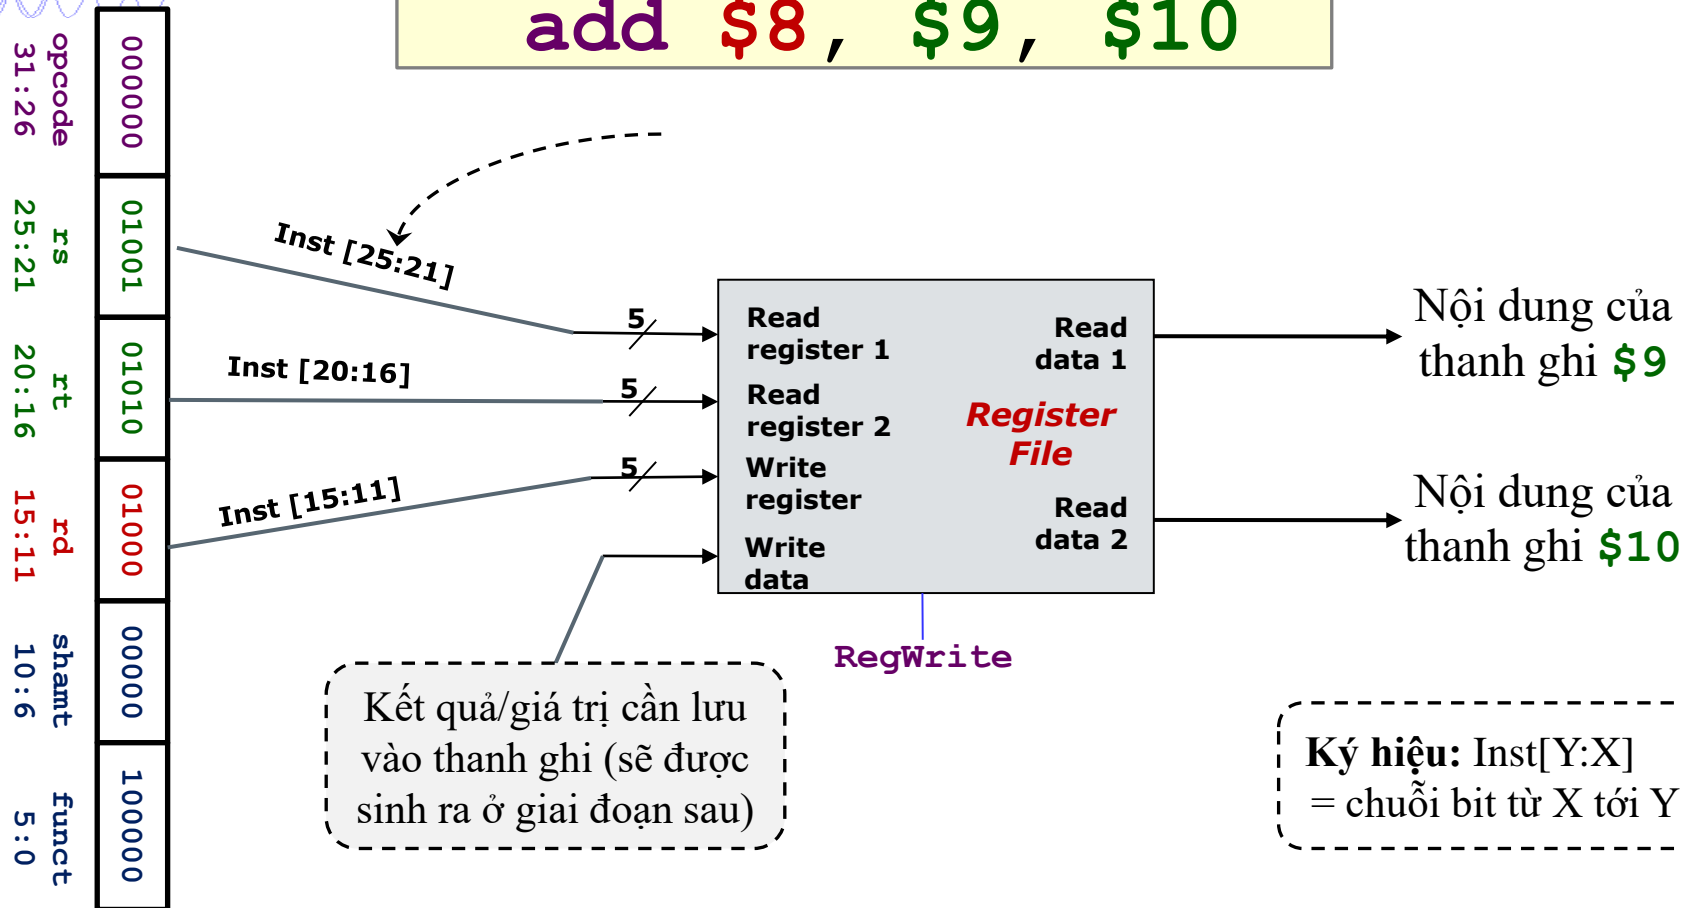 add $8, $9, $10
opcode
31:26
000000
rs
25:21
01001
rt
20:16
01010
rd
15:11
01000
shamt
10:6
00000
funct
5:0
100000
Inst [25:21]
Inst [20:16]
Inst [15:11]
5
5
5
Read
register 1
Read
register 2
Write
register
Write
data
Read
data 1
Register
File
Read
data 2
RegWrite
Nội dung của
thanh ghi $9
Nội dung của
thanh ghi $10
Kết quả/giá trị cần lưu
vào thanh ghi (sẽ được
sinh ra ở giai đoạn sau)
Ký hiệu: Inst[Y:X]
= chuỗi bit từ X tới Y